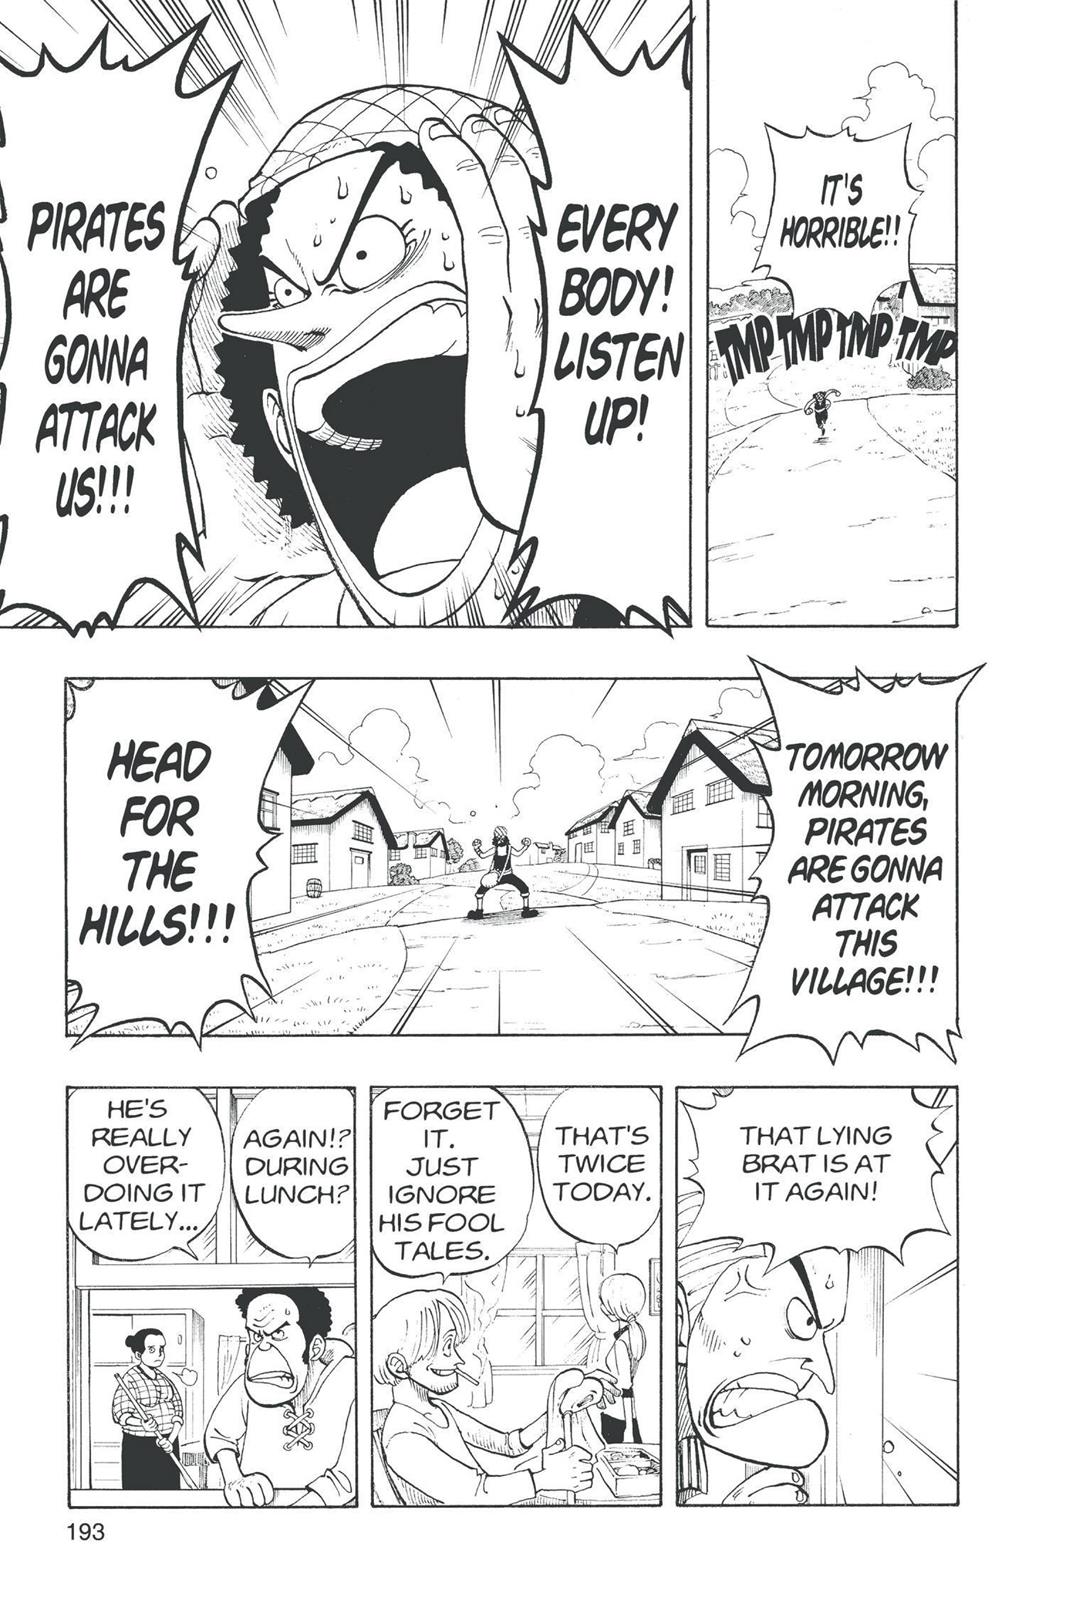 IT'S
HORRIBLE!!
TMP TMP TMP TMP
EVERY
BODY!
LISTEN
UP!
PIRATES
ARE
GONNA
ATTACK
US!!!
TOMORROW
MORNING,
PIRATES
ARE GONNA
ATTACK
THIS
VILLAGE!!!
HEAD
FOR
THE
HILLS!!!
THAT LYING
BRAT IS AT
IT AGAIN!
THAT'S
TWICE
TODAY.
FORGET
IT.
JUST
IGNORE
HIS FOOL
TALES.
AGAIN!?
DURING
LUNCH?
HE'S
REALLY
OVER-
DOING IT
LATELY...
193